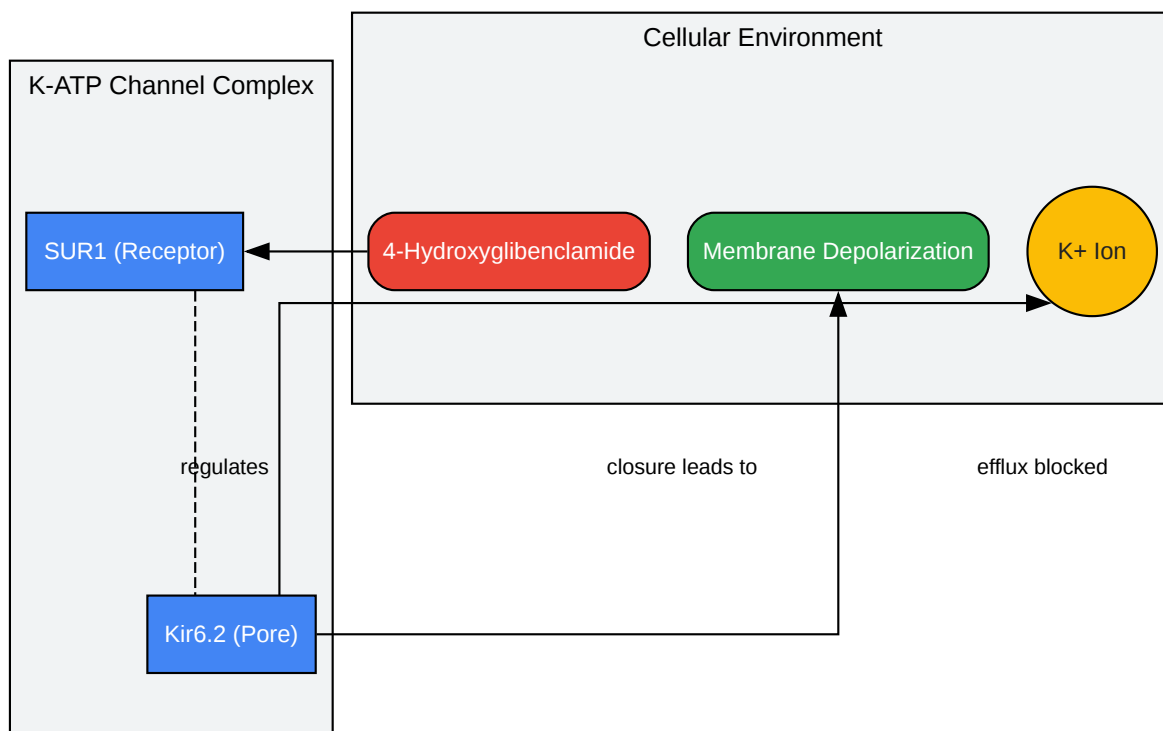 Cellular Environment
K-ATP Channel Complex
SUR1 (Receptor)
4-Hydroxyglibenclamide
Membrane Depolarization
K+ Ion
regulates
closure leads to
efflux blocked
Kir6.2 (Pore)